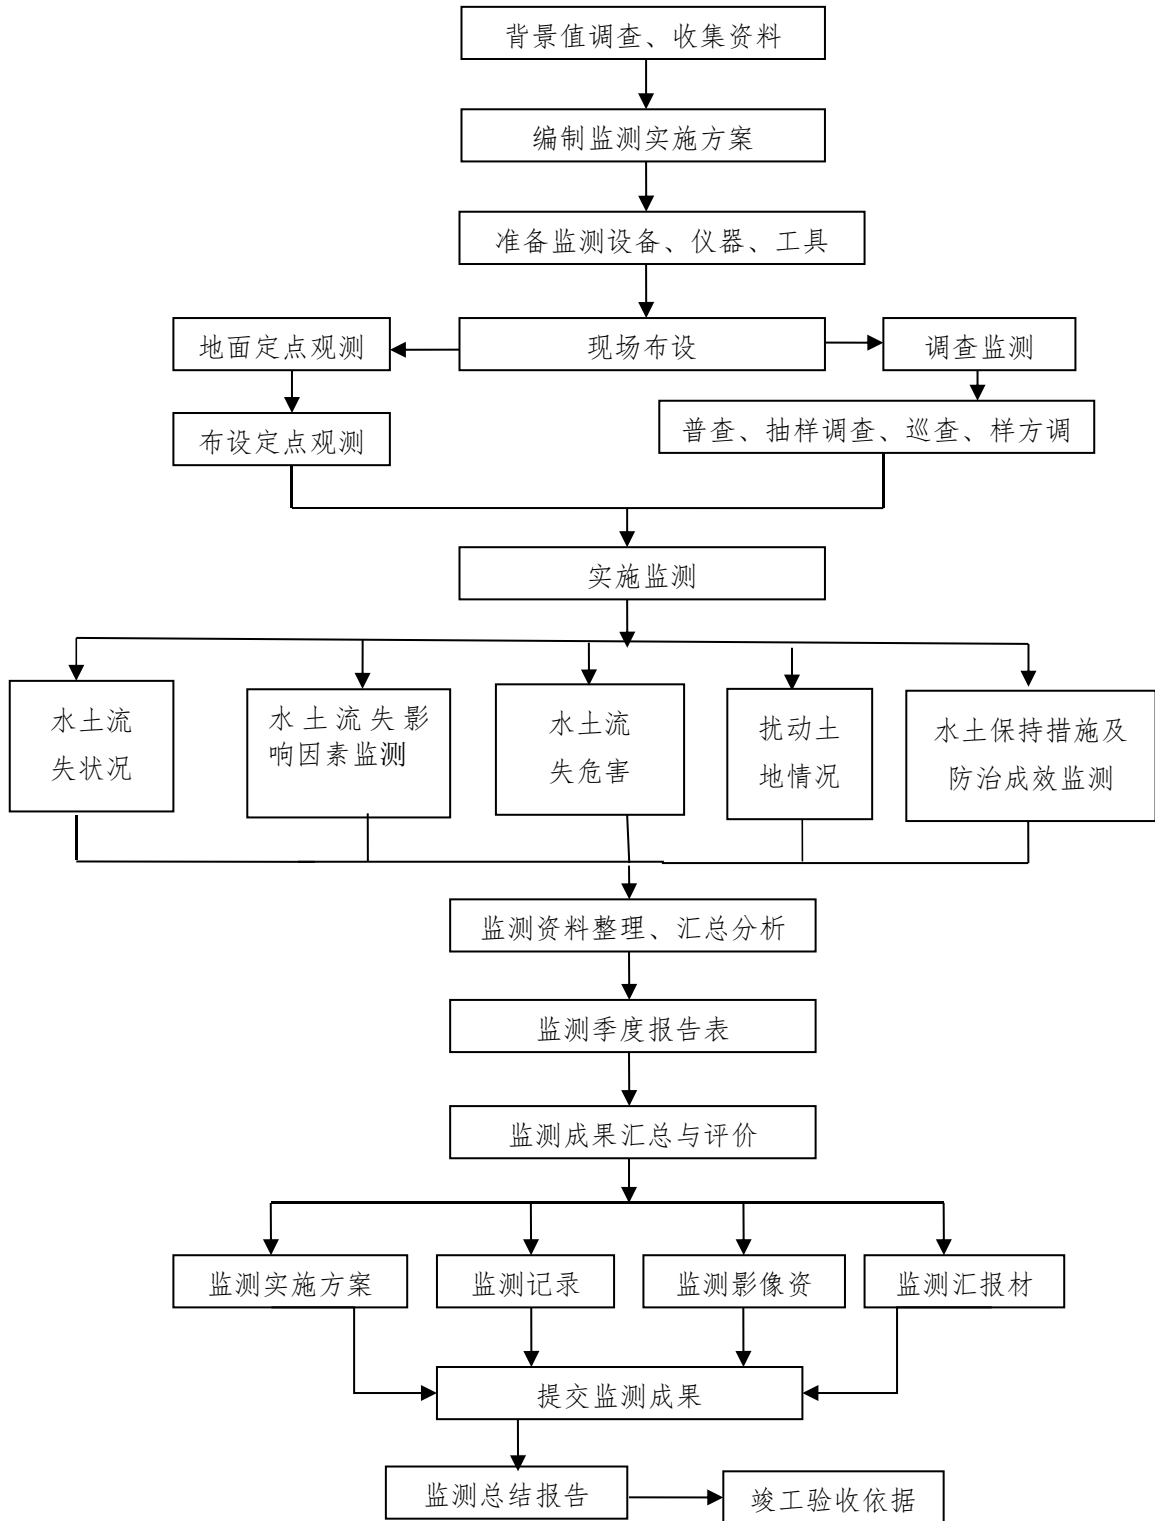 背景值调查、收集资料
编制监测实施方案
准备监测设备、仪器、工具
地面定点观测
现场布设
调查监测
布设定点观测
普查、抽样调查、巡查、样方调
实施监测
水土流
失状况
水土流失影
响因素监测
水土流
失危害
扰动土
地情况
水土保持措施及
防治成效监测
监测资料整理、汇总分析
监测季度报告表
监测成果汇总与评价
监测实施方案
监测记录
监测影像资
监测汇报材
提交监测成果
监测总结报告
竣工验收依据